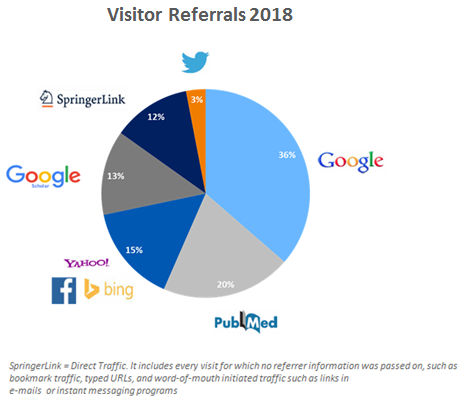 Visitor Referrals 2018
3%
SpringerLink
12%
36%
Google
Google
Scholar
13%
YAHOO!
15%
f bing
20%
PubMed
SpringerLink = Direct Traffic. It includes every visit for which no referrer information was passed on, such as
bookmark traffic, typed URLs, and word-of-mouth initiated traffic such as links in
e-mails or instant messaging programs